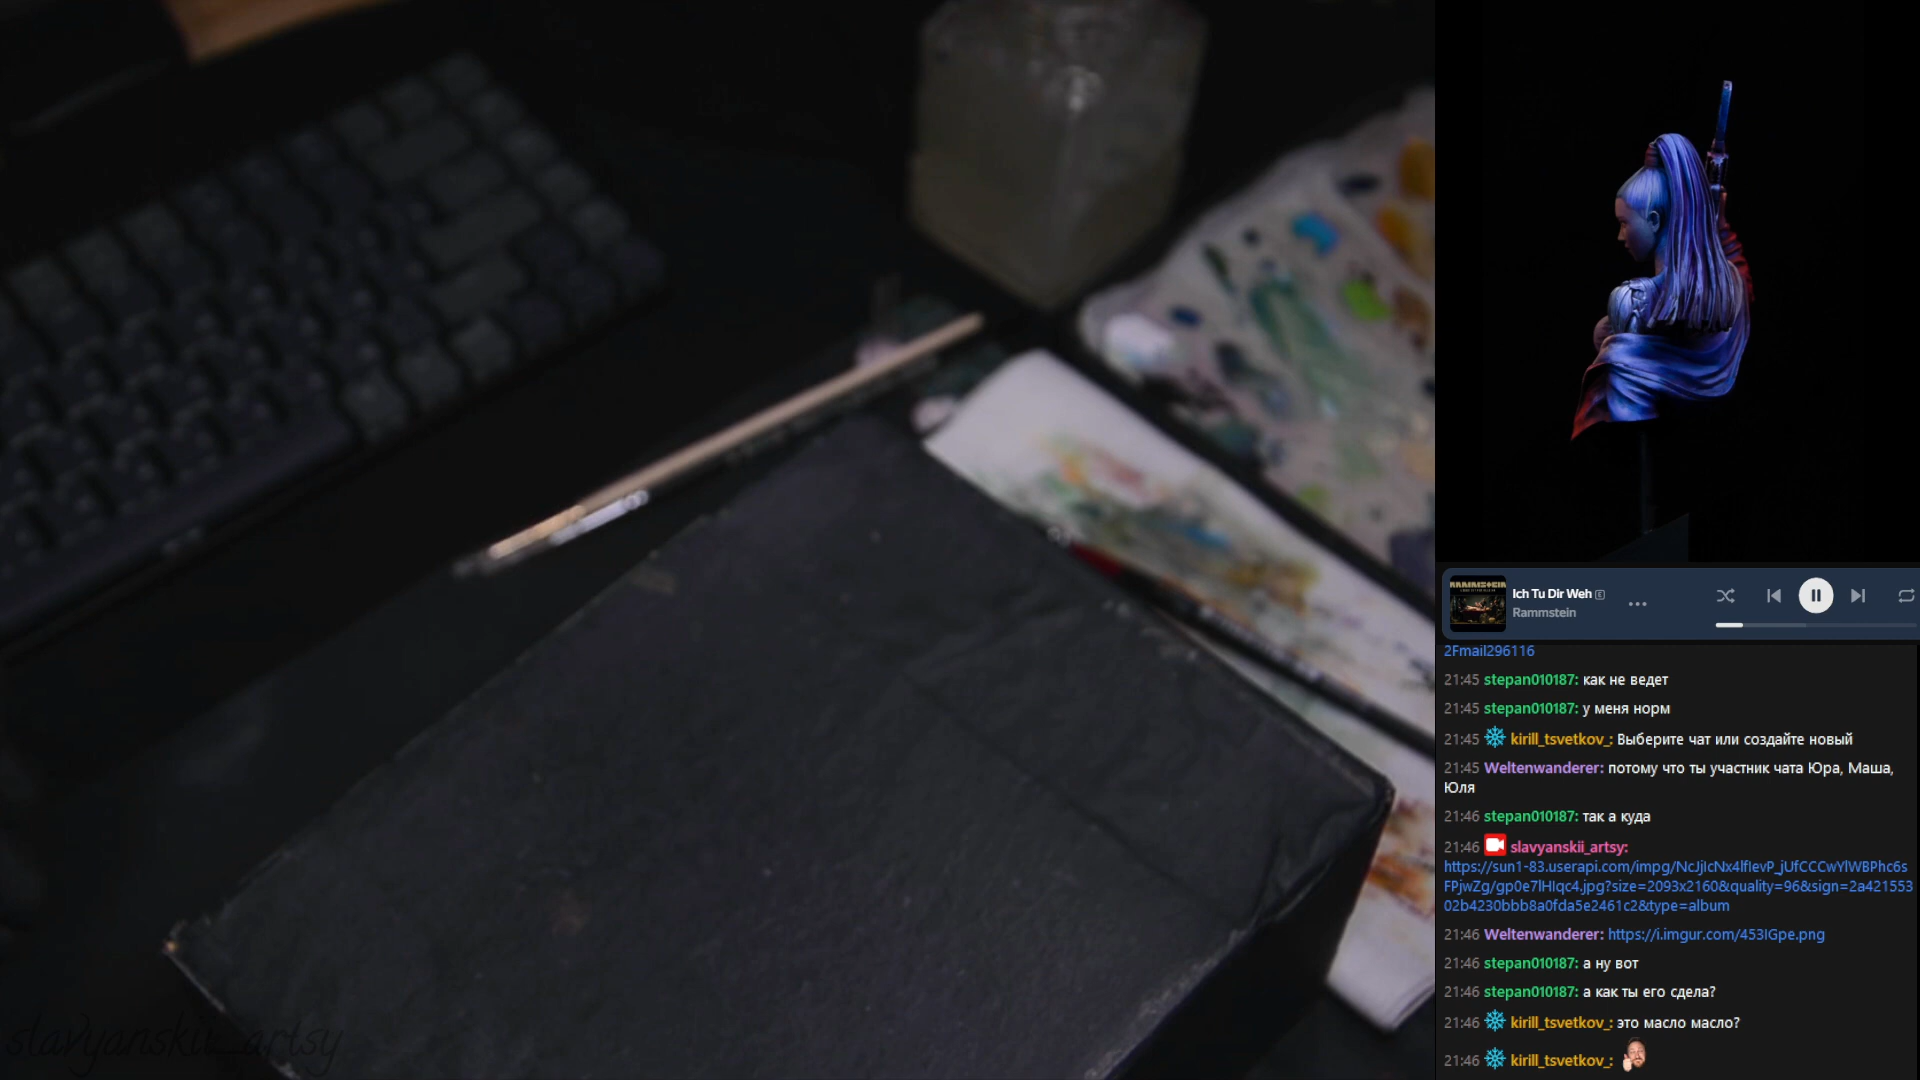 slavyanskii_artsy
RAMMSTEIN
Ich Tu Dir Weh E
Rammstein
2Fmail296116
21:45 stepan010187: как не ведет
21:45 stepan010187: у меня норм
21:45 kirill_tsvetkov_: Выберите чат или создайте новый
21:45 Weltenwanderer: потому что ты участник чата Юра, Маша,
Юля
21:46 stepan010187: так а куда
21:46 slavyanskii_artsy:
https://sun1-83.userapi.com/impg/NcJjIcNx4lfIevP_jUfCCCwYlWBPhc6s
FPjwZg/gp0e7lHIqc4.jpg?size=2093x2160&quality=96&sign=2a421553
02b4230bbb8a0fda5e2461c2&type=album
21:46 Weltenwanderer: https://i.imgur.com/453IGpe.png
21:46 stepan010187: а ну вот
21:46 stepan010187: а как ты его сдела?
21:46 kirill_tsvetkov_: это масло масло?
21:46 kirill_tsvetkov_: